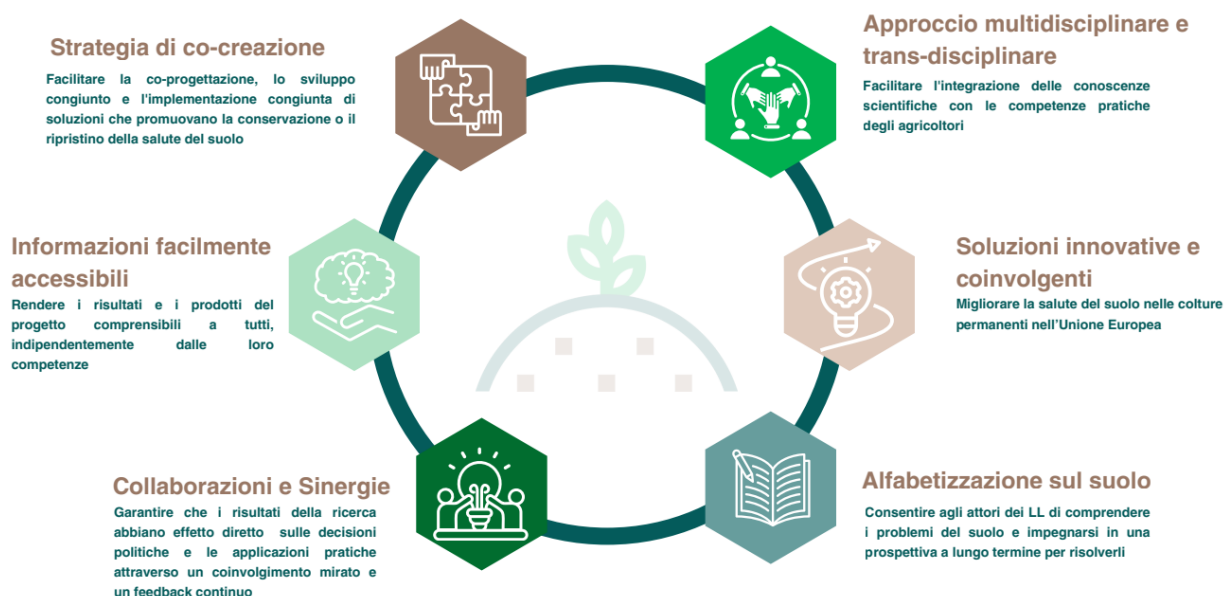 Strategia di co-creazione
Facilitare la co-progettazione, lo sviluppo
congiunto e l'implementazione congiunta di
soluzioni che promuovano la conservazione o il
ripristino della salute del suolo
Approccio multidisciplinare e
trans-disciplinare
Facilitare l'integrazione delle conoscenze
scientifiche con le competenze pratiche
degli agricoltori
Informazioni facilmente
accessibili
Rendere i risultati e i prodotti del
progetto comprensibili a tutti,
indipendentemente dalle loro
competenze
Soluzioni innovative e
coinvolgenti
Migliorare la salute del suolo nelle colture
permanenti nell'Unione Europea
Collaborazioni e Sinergie
Garantire che i risultati della ricerca
abbiano effetto diretto sulle decisioni
politiche e le applicazioni pratiche
attraverso un coinvolgimento mirato e
un feedback continuo
Alfabetizzazione sul suolo
Consentire agli attori dei LL di comprendere
i problemi del suolo e impegnarsi in una
prospettiva a lungo termine per risolverli